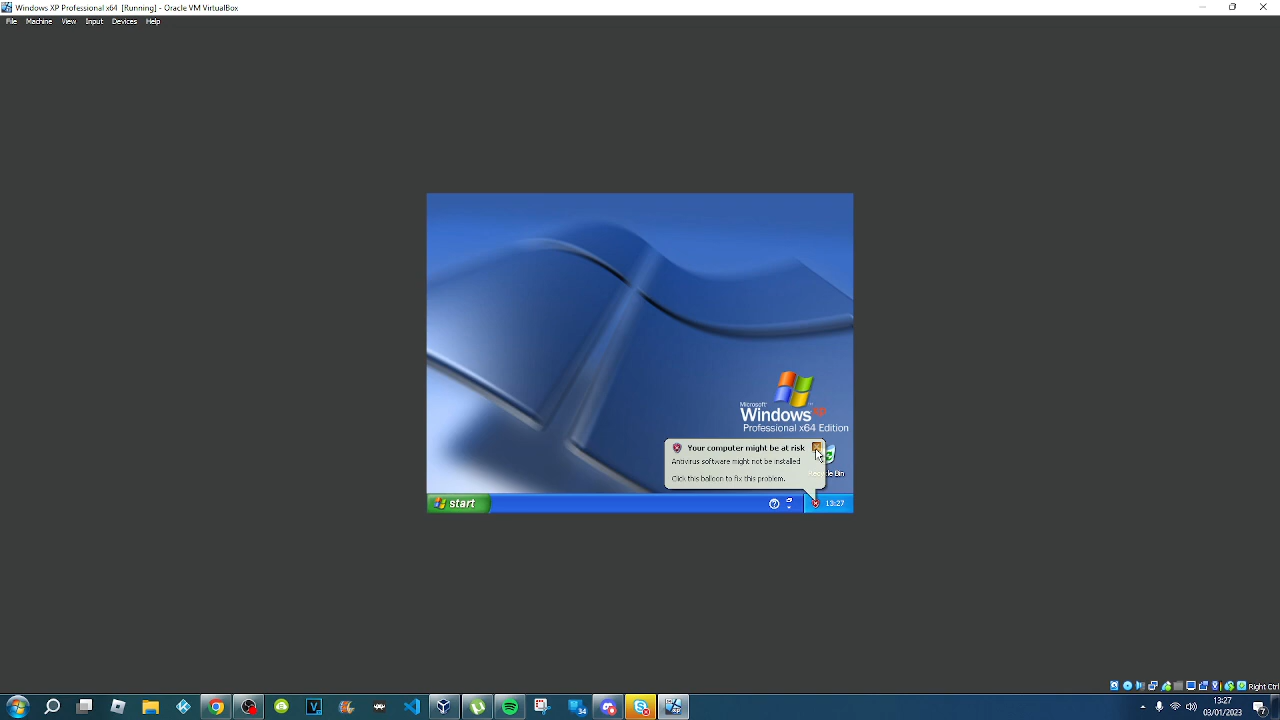 Windows XP Professional x64 [Running] - Oracle VM VirtualBox
File Machine View Input Devices Help
Microsoft
Windows xp
Professional x64 Edition
Your computer might be at risk
Antivirus software might not be installed
Click this balloon to fix this problem.
Bin
start
13:27
Right Ctrl
34
13:27
03/01/2023